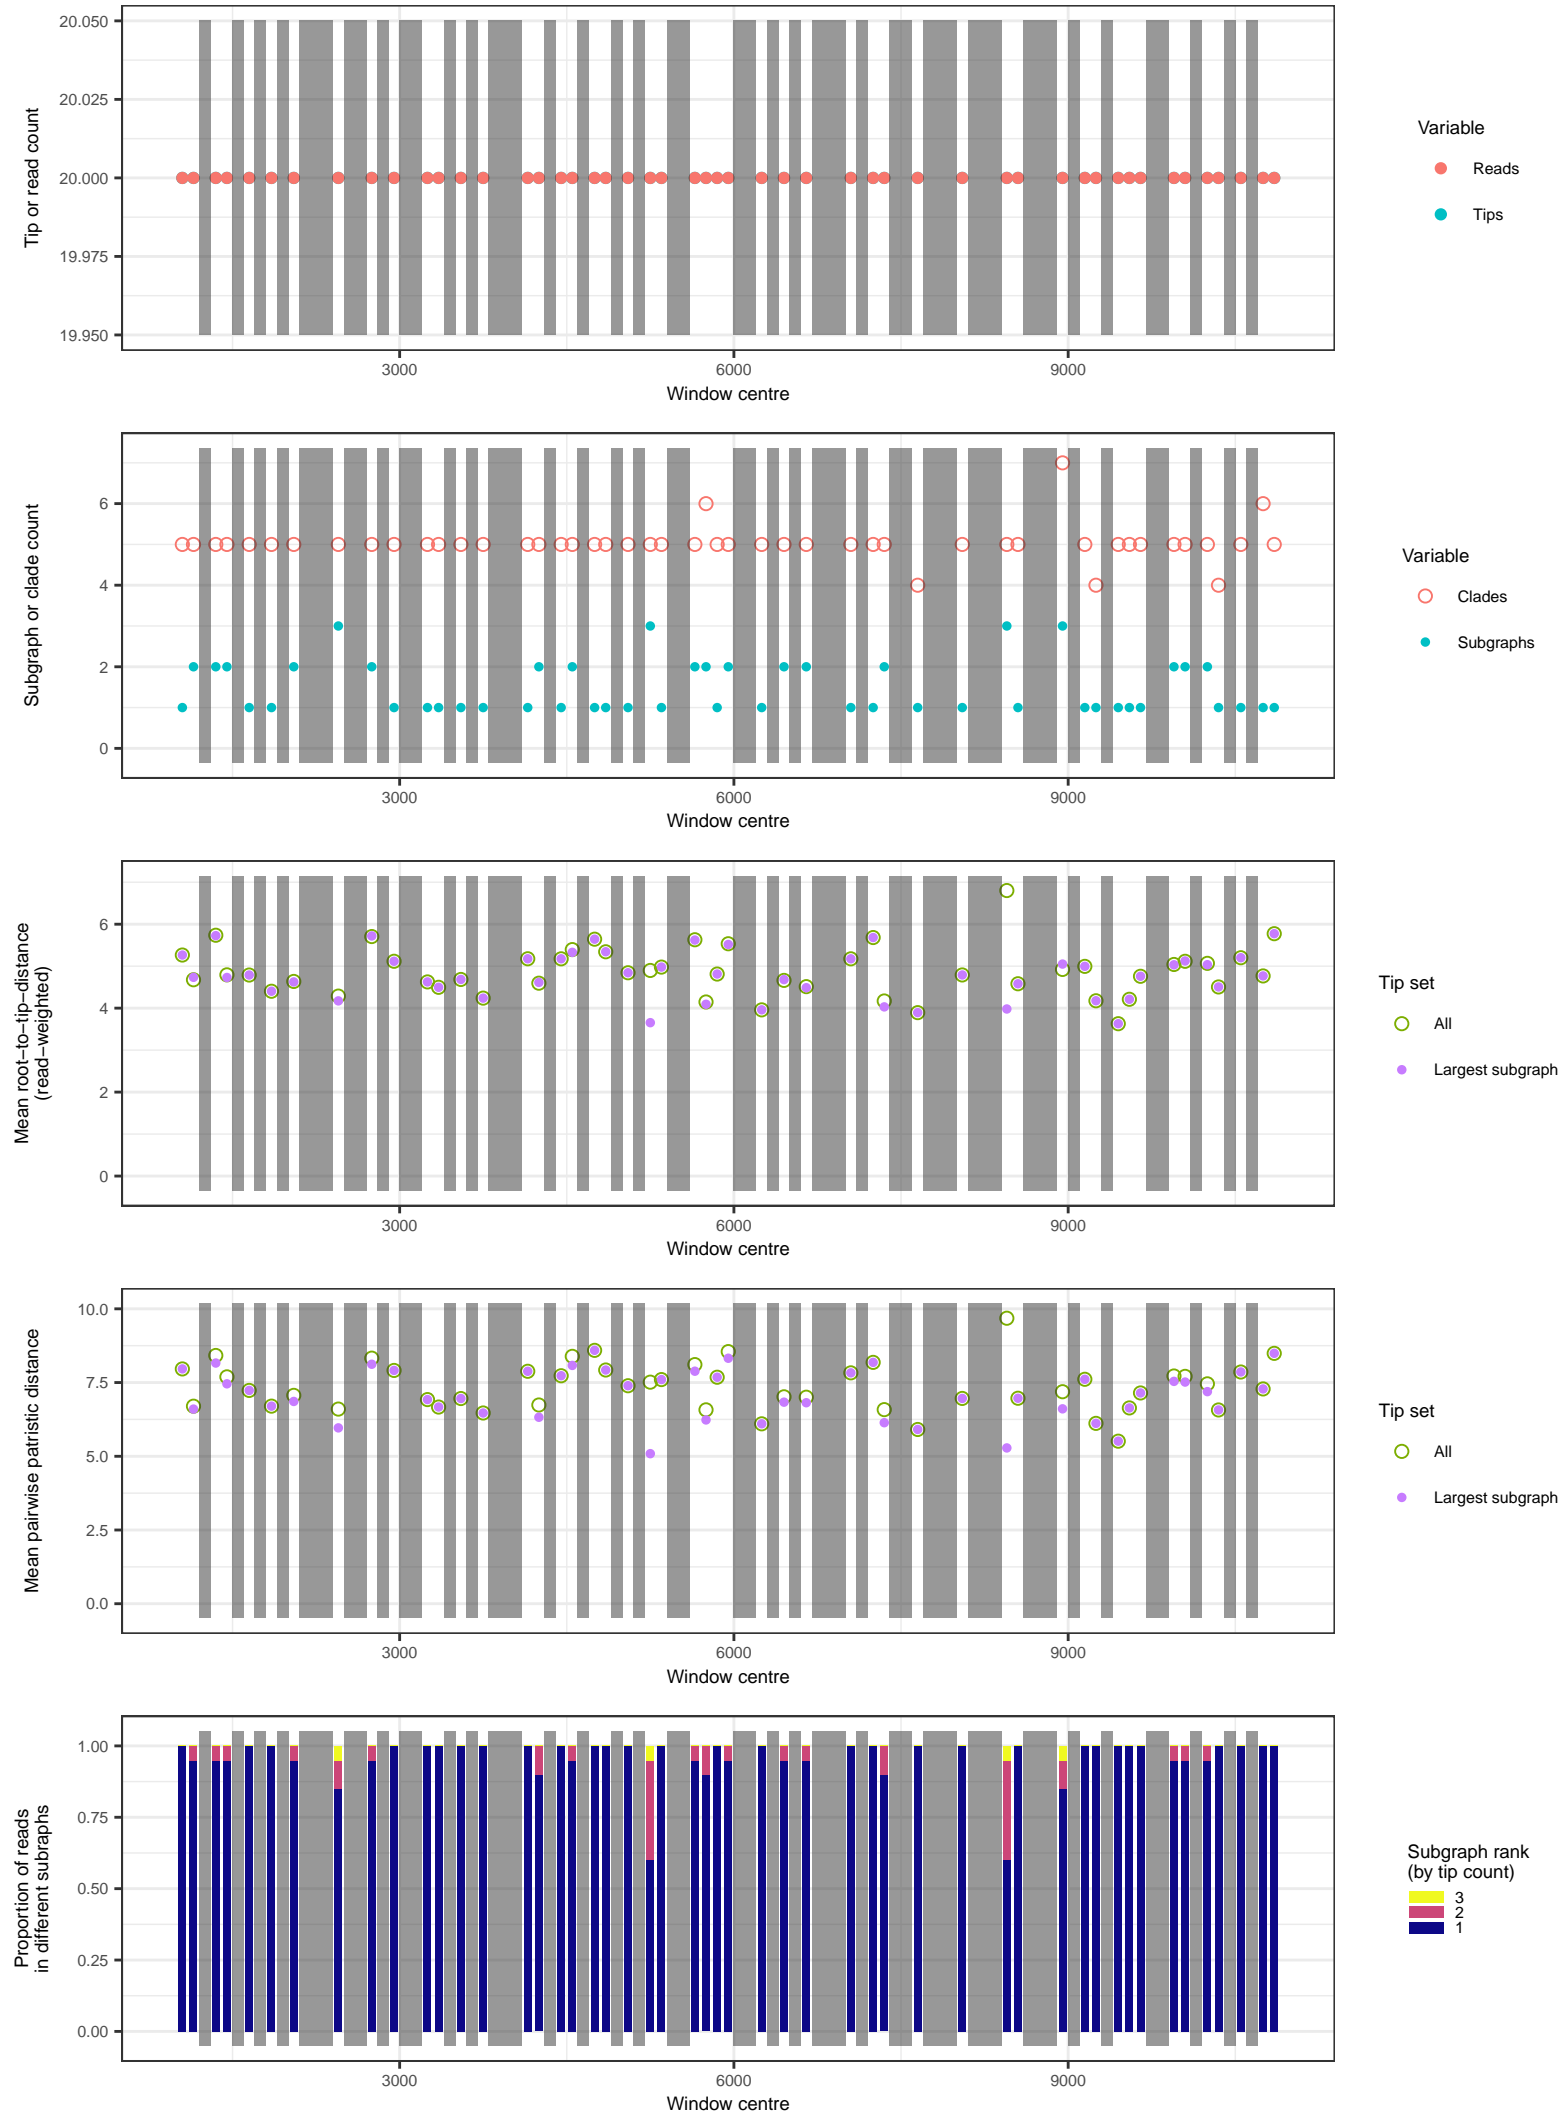 20.050
20.025
20.000
19.975
19.950
Tip or read count
3000
6000
9000
Window centre
Variable
Reads
Tips
6
4
2
0
Subgraph or clade count
3000
6000
9000
Window centre
Variable
Clades
Subgraphs
6
4
2
0
Mean root−to−tip−distance
(read−weighted)
3000
6000
9000
Window centre
Tip set
All
Largest subgraph
10.0
7.5
5.0
2.5
0.0
Mean pairwise patristic distance
3000
6000
9000
Window centre
Tip set
All
Largest subgraph
1.00
0.75
0.50
0.25
0.00
Proportion of reads
in different subraphs
3000
6000
9000
Window centre
Subgraph rank
(by tip count)
3
2
1